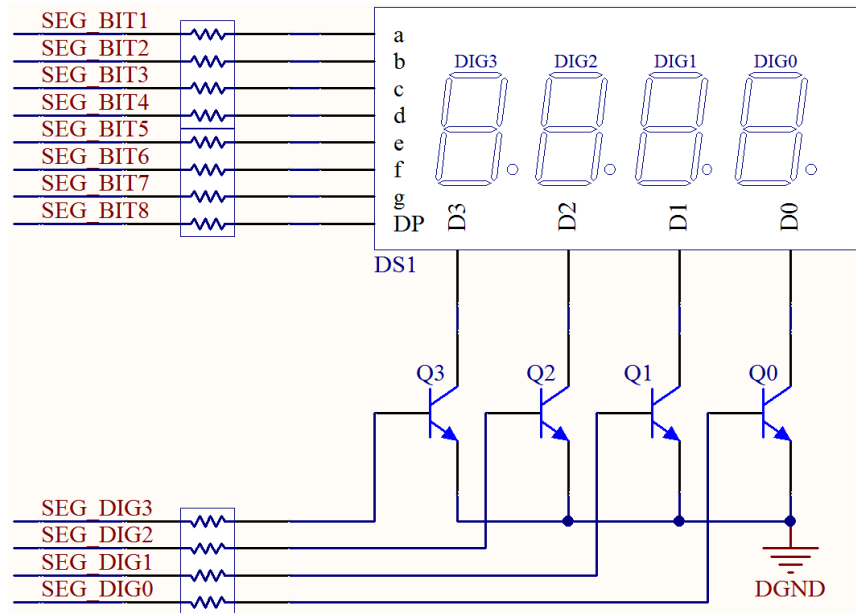 SEG_BIT1
SEG_BIT2
SEG_BIT3
SEG_BIT4
SEG_BIT5
SEG_BIT6
SEG_BIT7
SEG_BIT8
a
b
c
d
e
f
g
DP
DIG3 DIG2 DIG1 DIG0
D3 D2 D1 D0
DS1
Q3 Q2 Q1 Q0
SEG_DIG3
SEG_DIG2
SEG_DIG1
SEG_DIG0
DGND